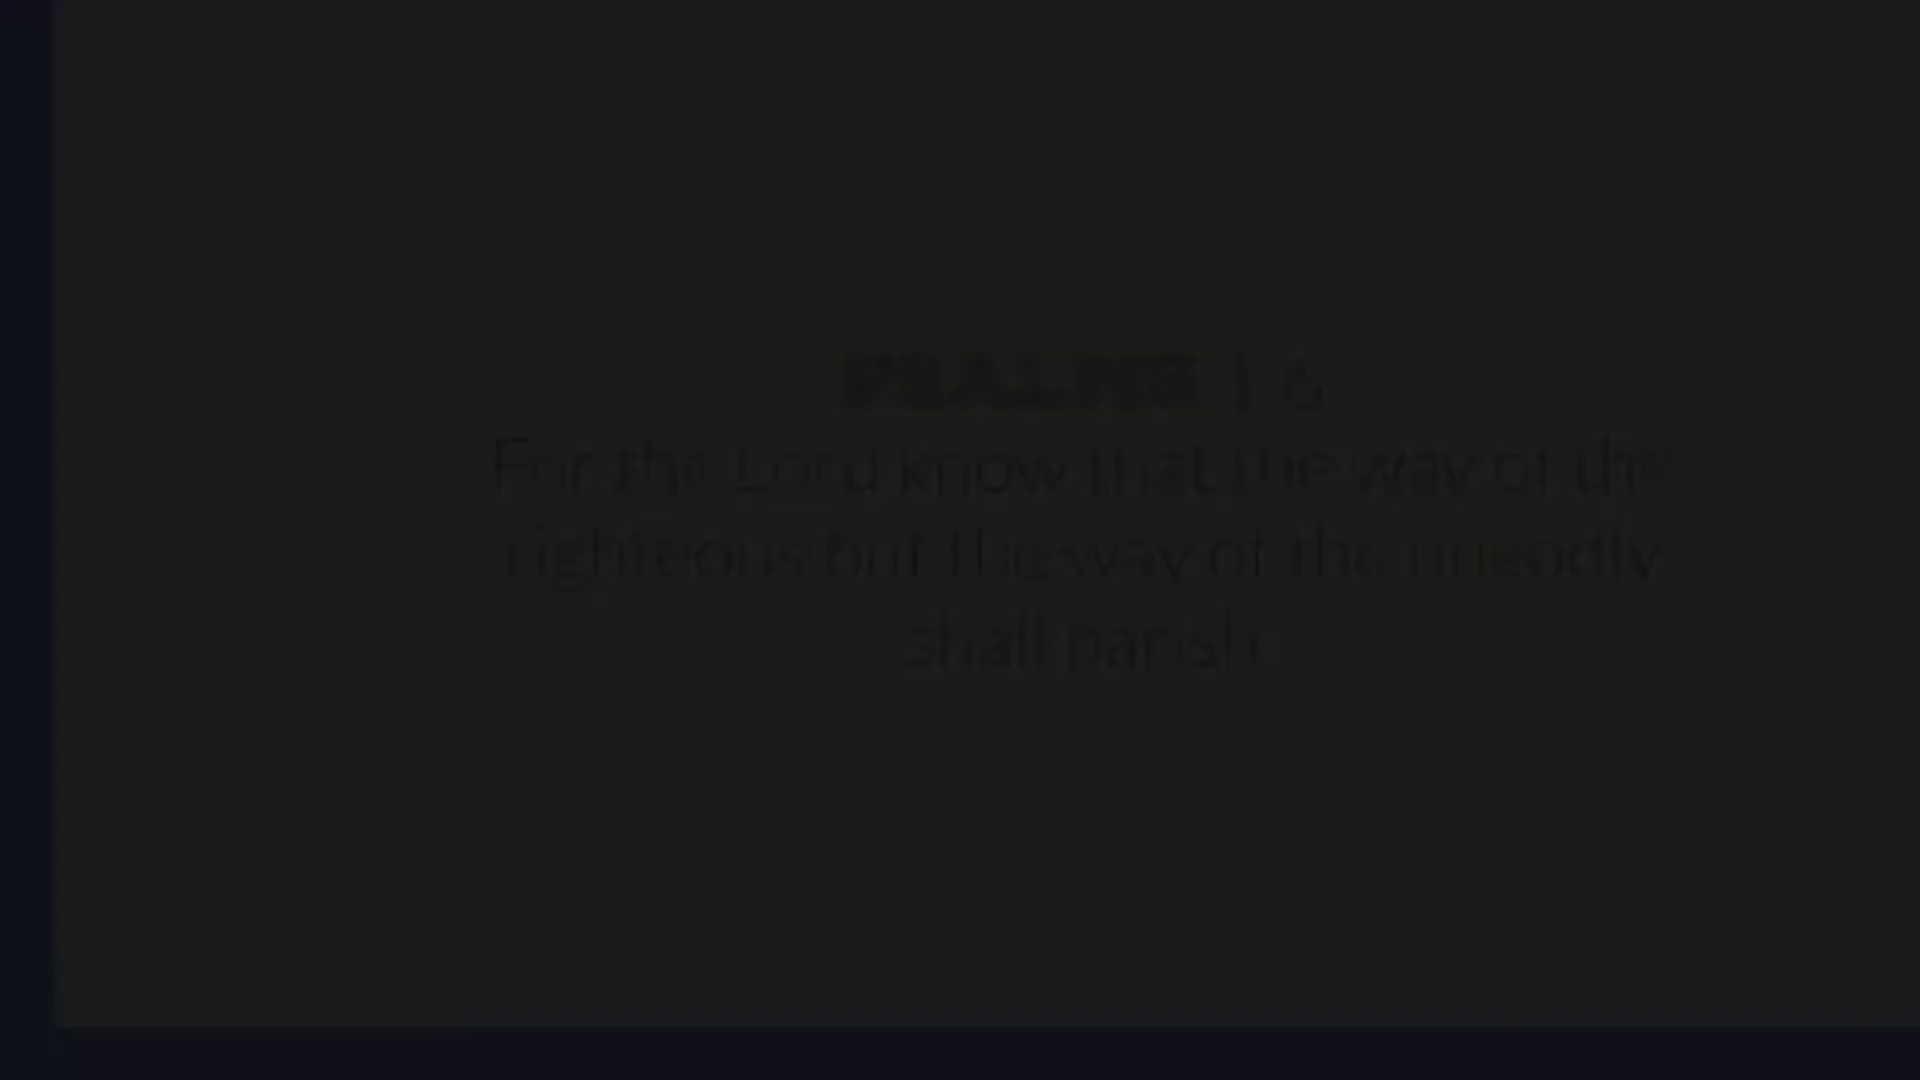 PSALMS 1 6
For the Lord know that the way of the
righteous but the way of the ungodly
shall parish